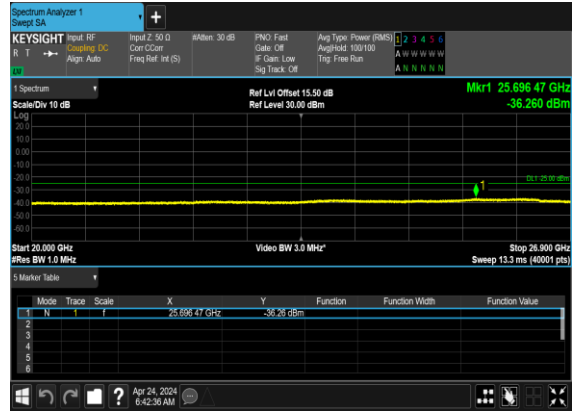 Spectrum Analyzer 1
Swept SA
+
KEYSIGHT Input: RF Input Z: 50 Ω #Atten: 30 dB PNO: Fast Avg Type: Power (RMS) 1 2 3 4 5 6
R T Coupling: DC Corr CCorr Gate: Off Avg|Hold: 100/100 A W W W W W
Align: Auto Freq Ref: Int (S) IF Gain: Low Trig: Free Run
Sig Track: Off A N N N N N
1 Spectrum Ref Lvl Offset 15.50 dB Mkr1 25.696 47 GHz
Scale/Div 10 dB Ref Level 30.00 dBm -36.260 dBm
Log
20.0
10.0
0.00
-10.0
-20.0
DL1 -25.00 dBm
-30.0
1
-40.0
-50.0
-60.0
Start 20.000 GHz Video BW 3.0 MHz* Stop 26.900 GHz
#Res BW 1.0 MHz Sweep 13.3 ms (40001 pts)
5 Marker Table
Mode Trace Scale X Y Function Function Width Function Value
1 N 1 f 25.696 47 GHz -36.26 dBm
2
3
4
5
6
? Apr 24, 2024
6:42:36 AM